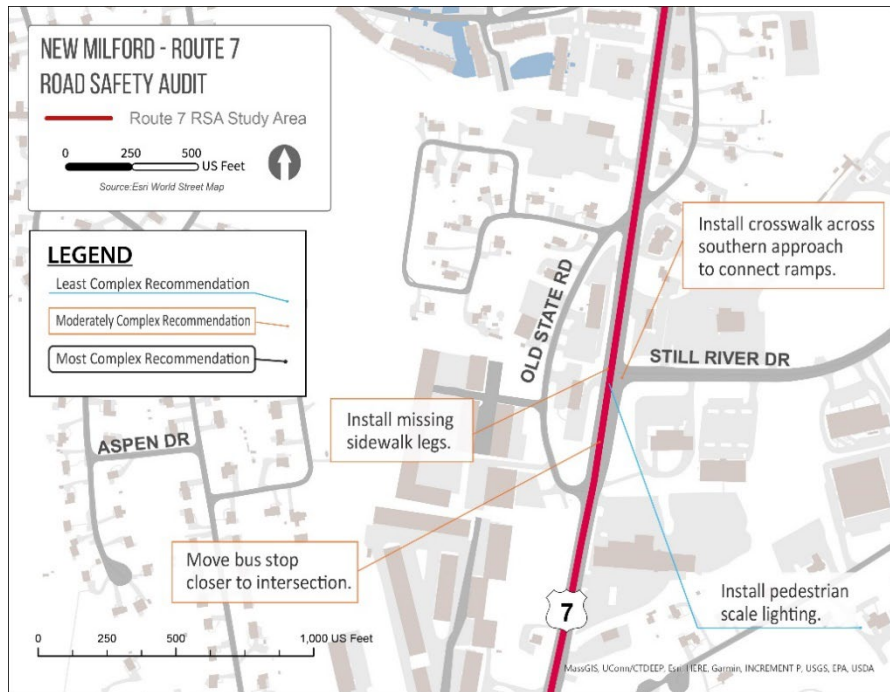 NEW MILFORD - ROUTE 7
ROAD SAFETY AUDIT
Route 7 RSA Study Area
0 250 500
US Feet
Source:Esri World Street Map
LEGEND
Least Complex Recommendation
Moderately Complex Recommendation
Most Complex Recommendation
Install crosswalk across
southern approach
to connect ramps.
OLD STATE RD
STILL RIVER DR
Install missing
sidewalk legs.
ASPEN DR
Move bus stop
closer to intersection.
Install pedestrian
scale lighting.
7
0 250 500 1,000 US Feet
MassGIS, UConn/CTDEEP, Esri, HERE, Garmin, INCREMENT P, USGS, EPA, USDA